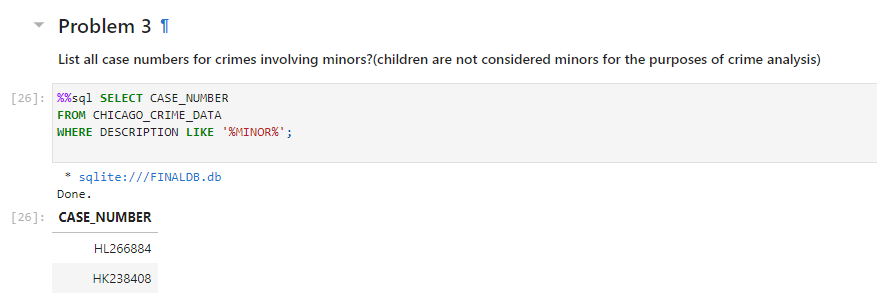 Problem 3 ¶
List all case numbers for crimes involving minors?(children are not considered minors for the purposes of crime analysis)
[26]: %%sql SELECT CASE_NUMBER
FROM CHICAGO_CRIME_DATA
WHERE DESCRIPTION LIKE '%MINOR%';
* sqlite:///FINALDB.db
Done.
[26]: CASE_NUMBER
HL266884
HK238408